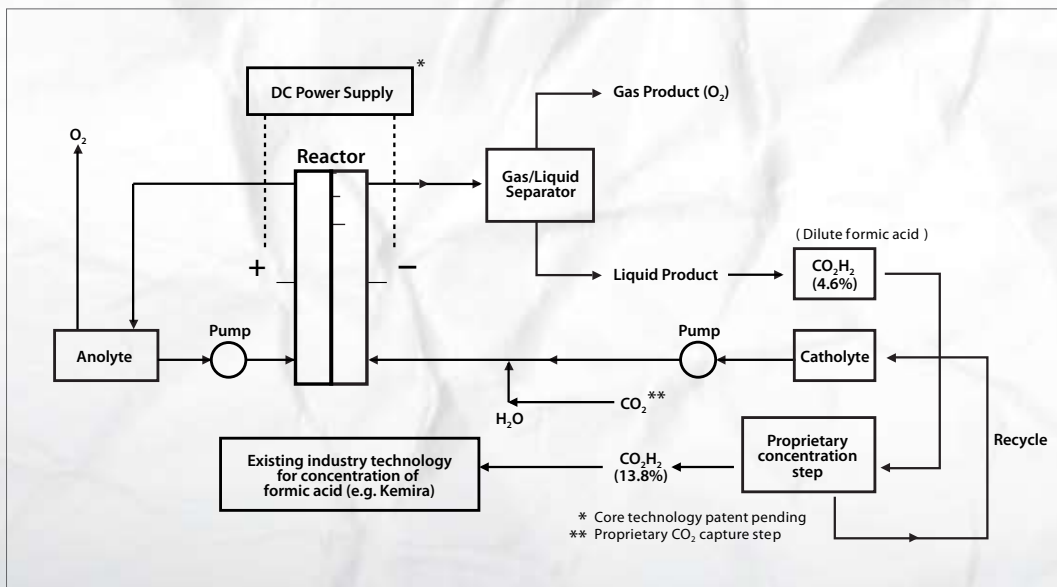 DC Power Supply
*
O₂
Reactor
Gas Product (O₂)
Gas/Liquid
Separator
+
−
Liquid Product
( Dilute formic acid )
CO₂H₂
(4.6%)
Anolyte
Pump
Pump
Catholyte
H₂O
CO₂**
Recycle
Existing industry technology
for concentration of
formic acid (e.g. Kemira)
CO₂H₂
(13.8%)
Proprietary
concentration
step
* Core technology patent pending
** Proprietary CO₂ capture step